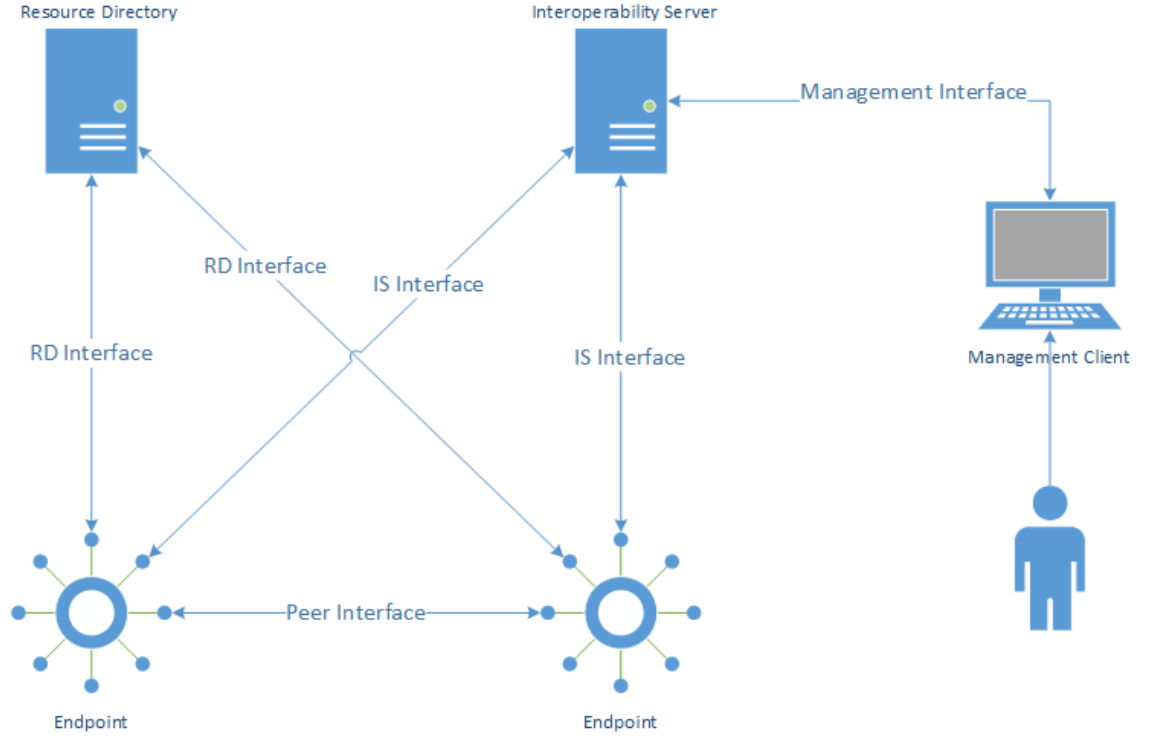 Resource Directory
Interoperability Server
Management Interface
RD Interface
IS Interface
RD Interface
IS Interface
Management Client
Peer Interface
Endpoint
Endpoint